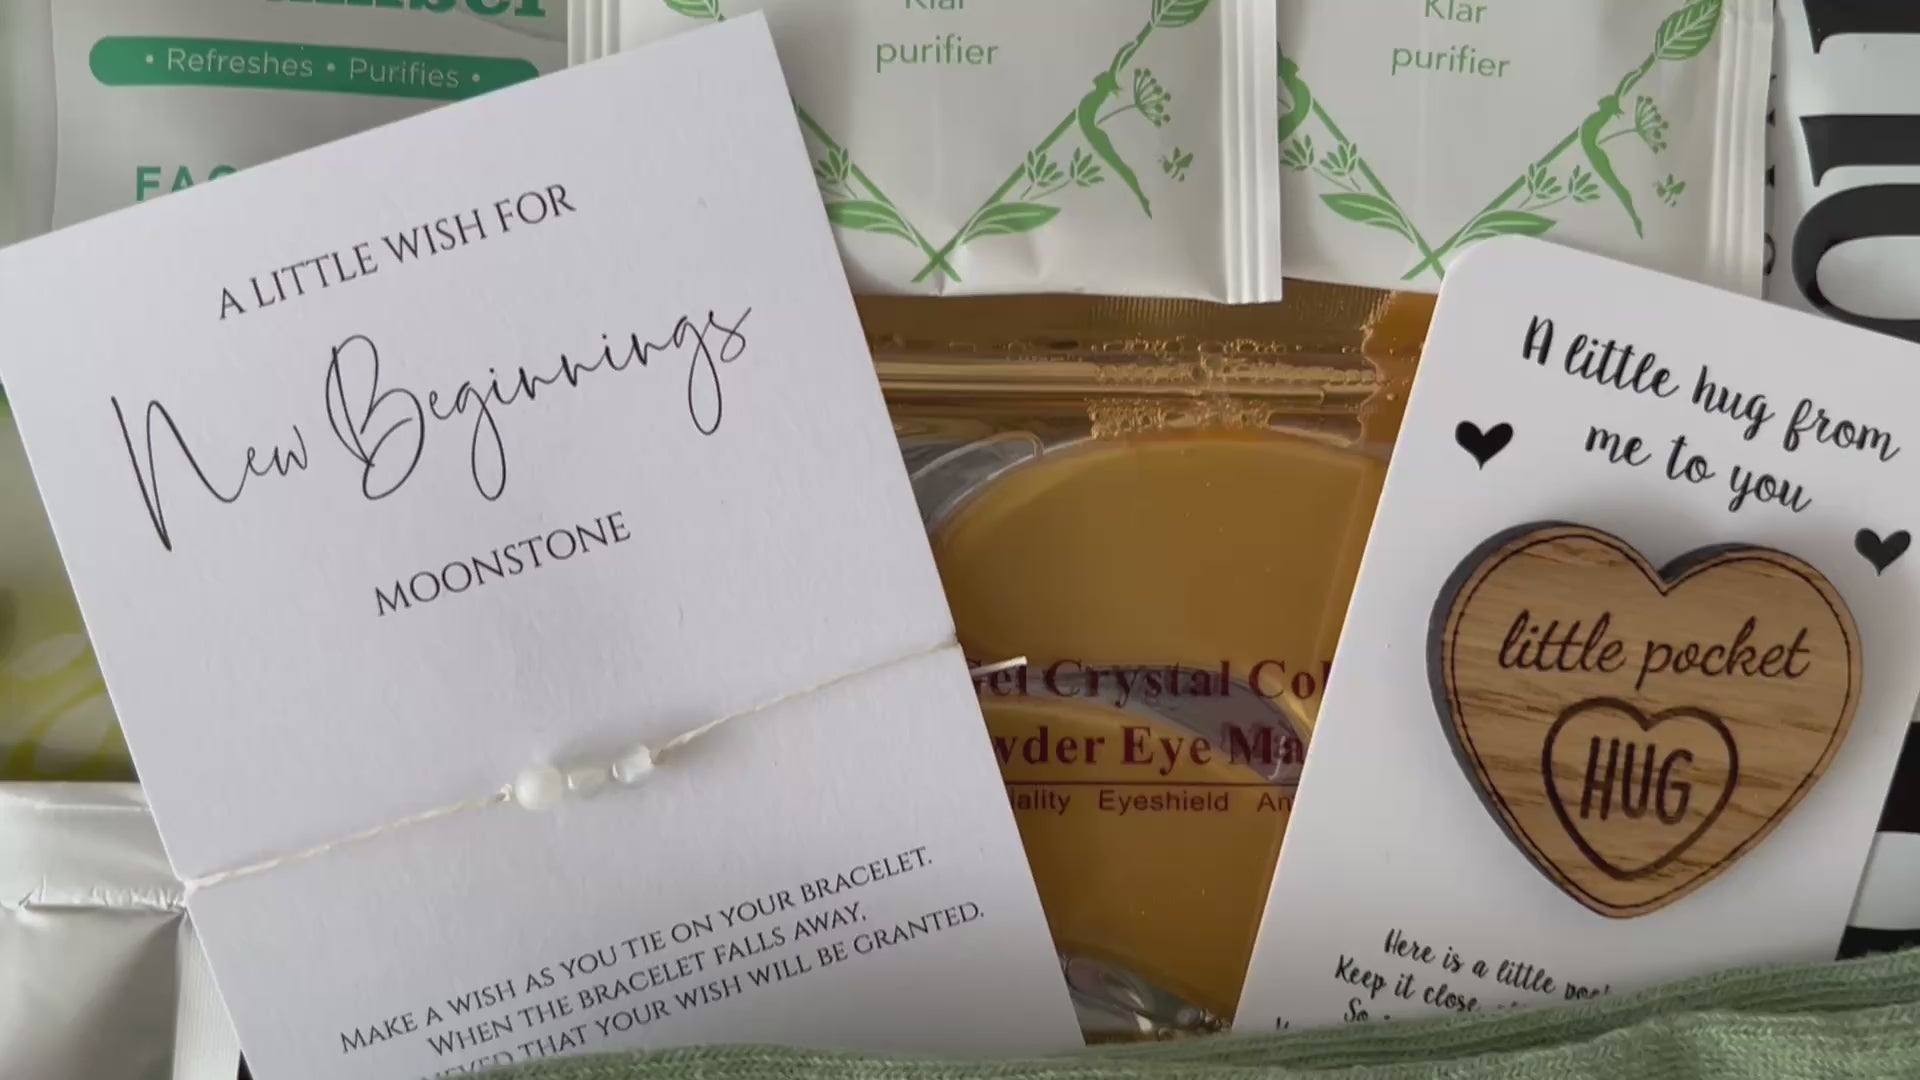 • Refreshes • Purifies •
Klar
purifier
Klar
purifier
A LITTLE WISH FOR
New Beginnings
MOONSTONE
MAKE A WISH AS YOU TIE ON YOUR BRACELET.
WHEN THE BRACELET FALLS AWAY,
THAT YOUR WISH WILL BE GRANTED.
Crystal
Eye
Eyeshield
A little hug from
me to you
little pocket
HUG
Here is a little
Keep it close
So